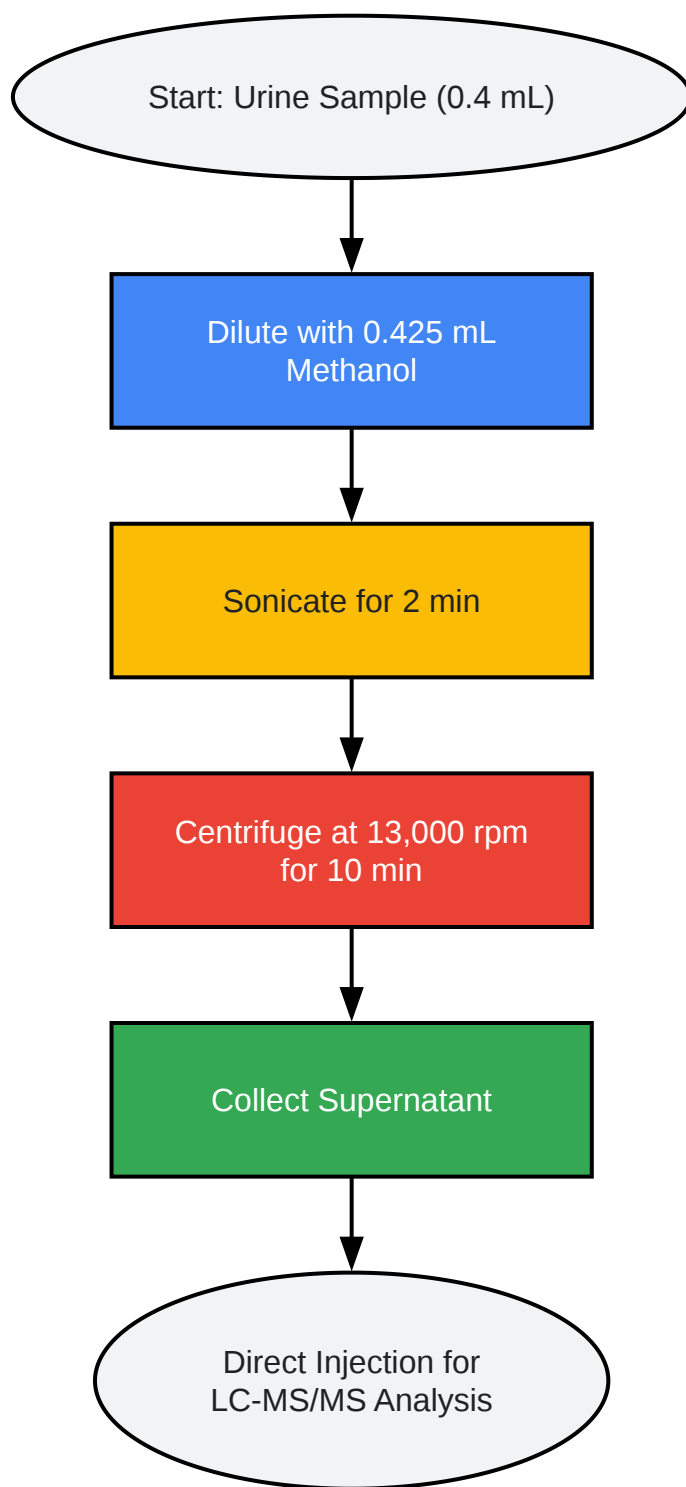 Start: Urine Sample (0.4 mL)
Dilute with 0.425 mL
Methanol
Sonicate for 2 min
Centrifuge at 13,000 rpm
for 10 min
Collect Supernatant
Direct Injection for
LC-MS/MS Analysis